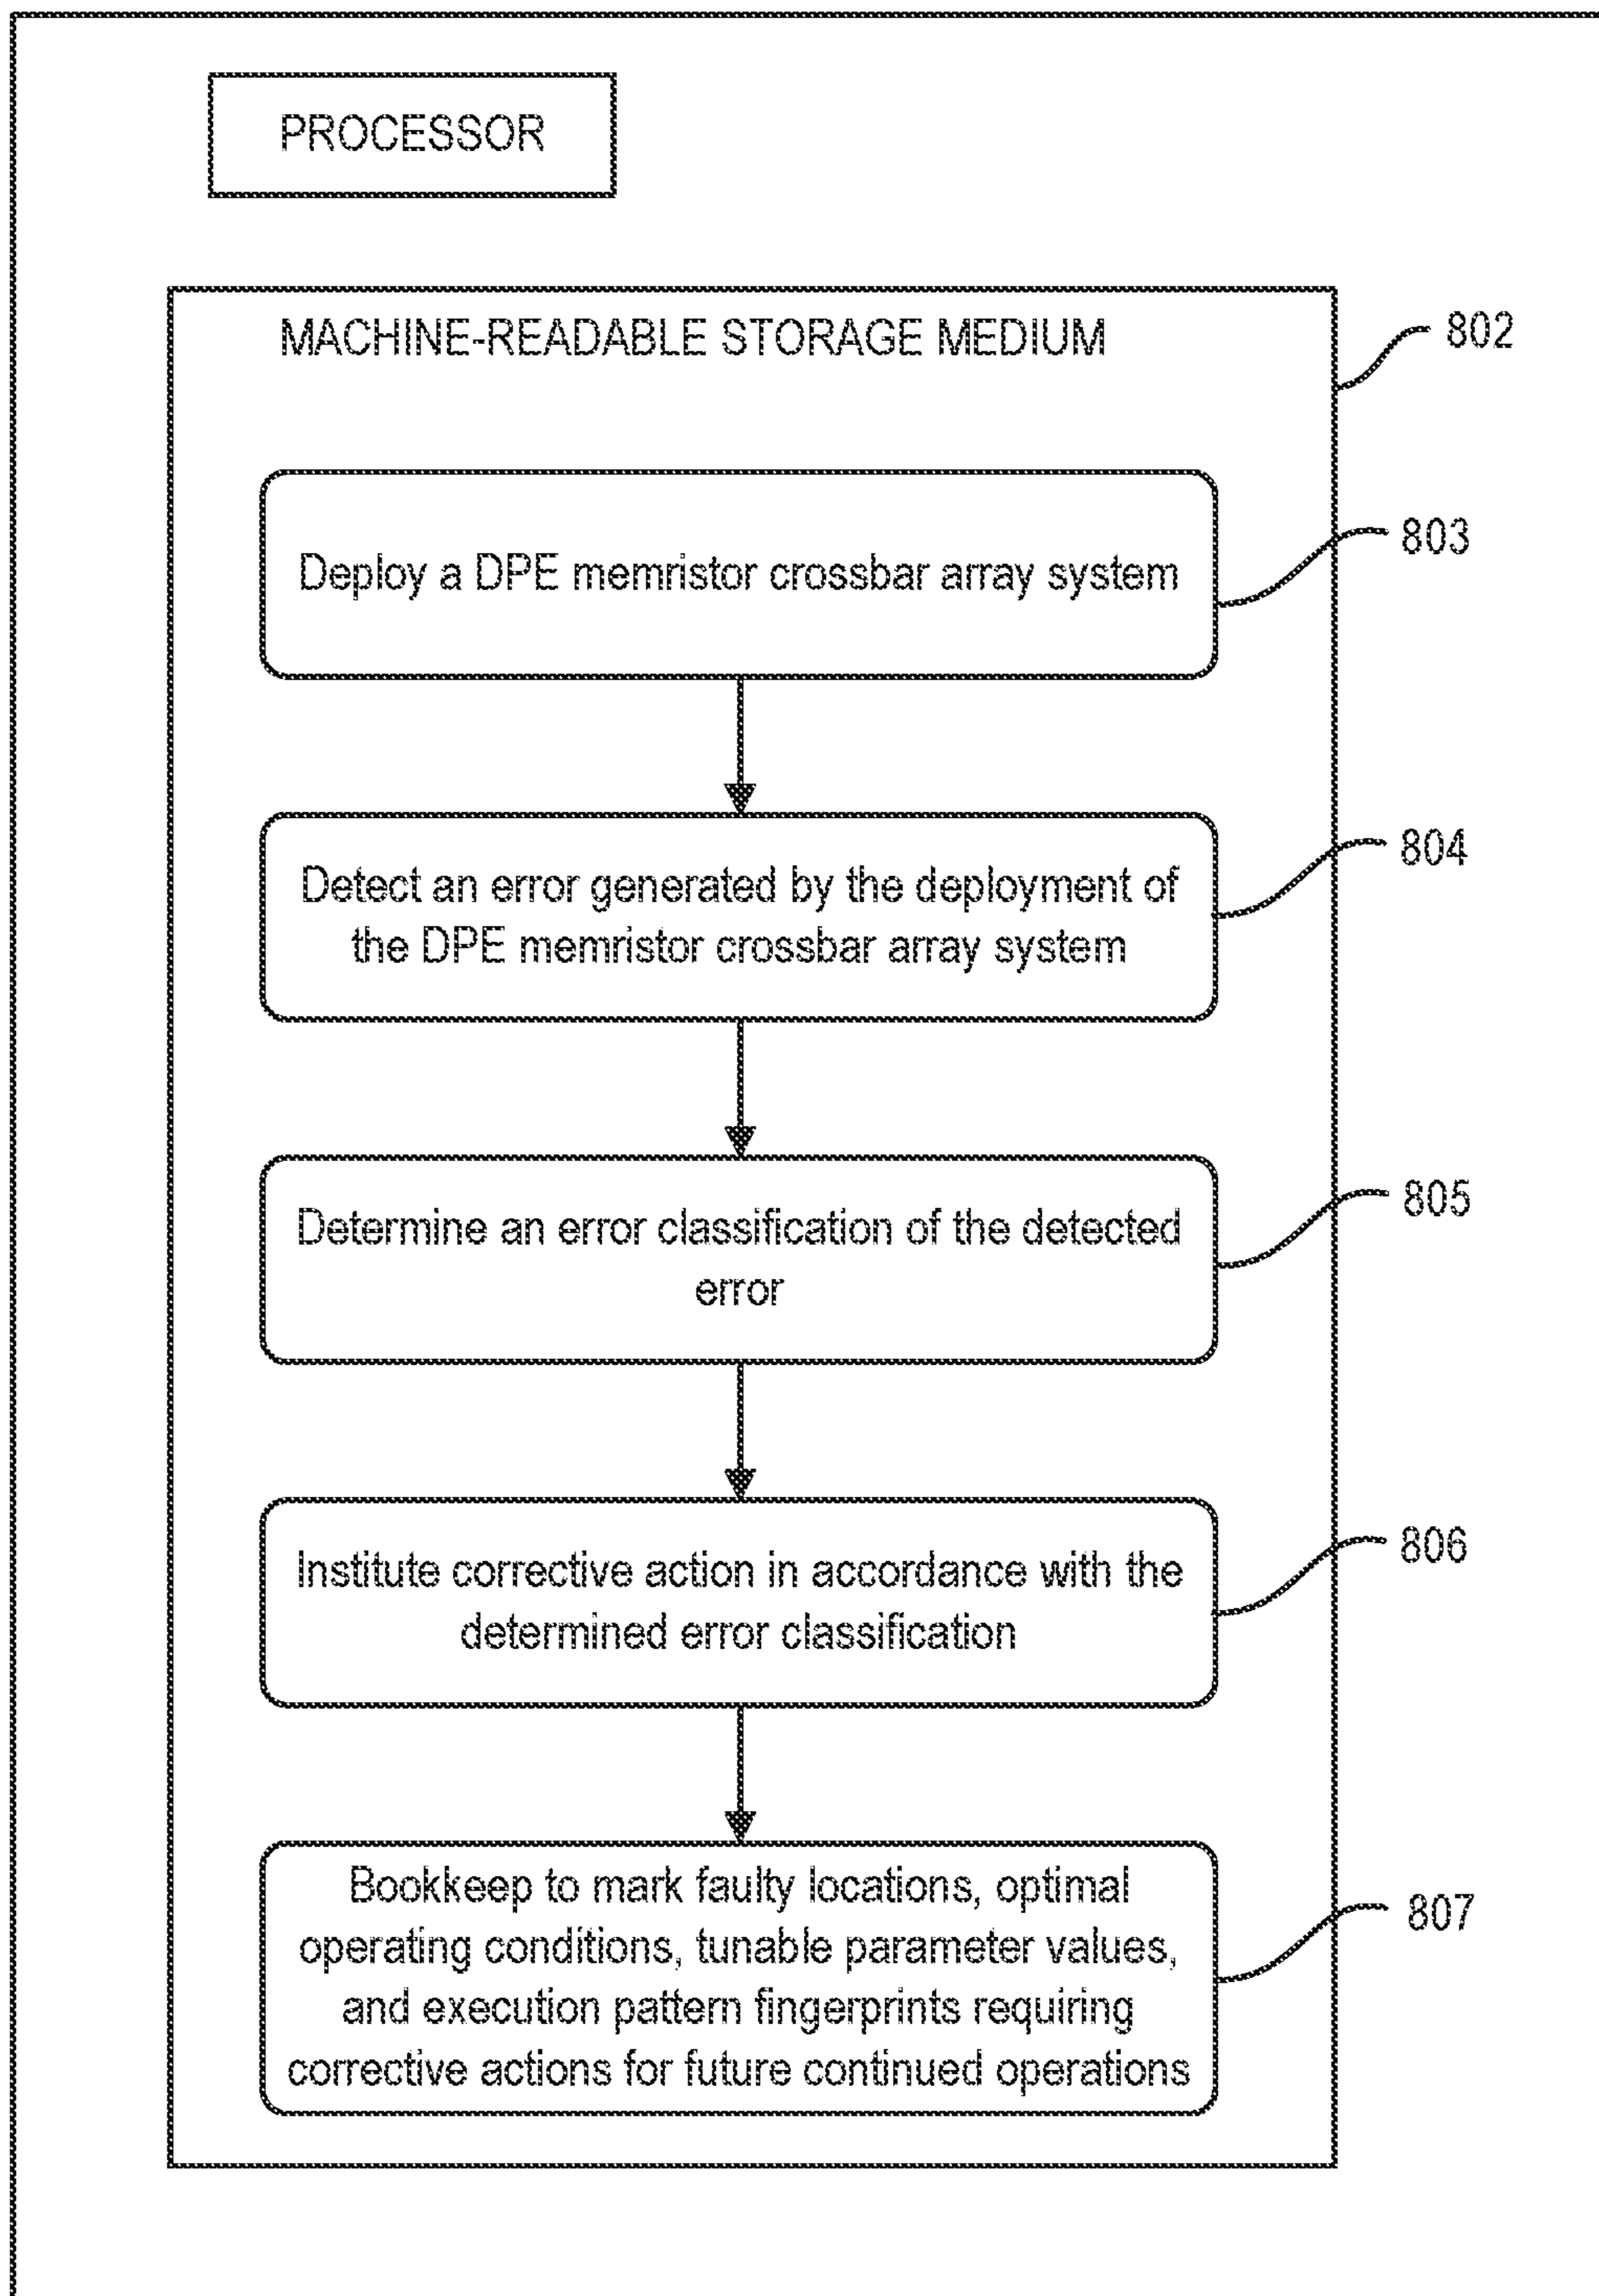 PROCESSOR
MACHINE-READABLE STORAGE MEDIUM
802
803
Deploy a DPE memristor crossbar array system
804
Detect an error generated by the deployment of
the DPE memristor crossbar array system
805
Determine an error classification of the detected
error
806
Institute corrective action in accordance with the
determined error classification
807
Bookkeep to mark faulty locations, optimal
operating conditions, tunable parameter values,
and execution pattern fingerprints requiring
corrective actions for future continued operations